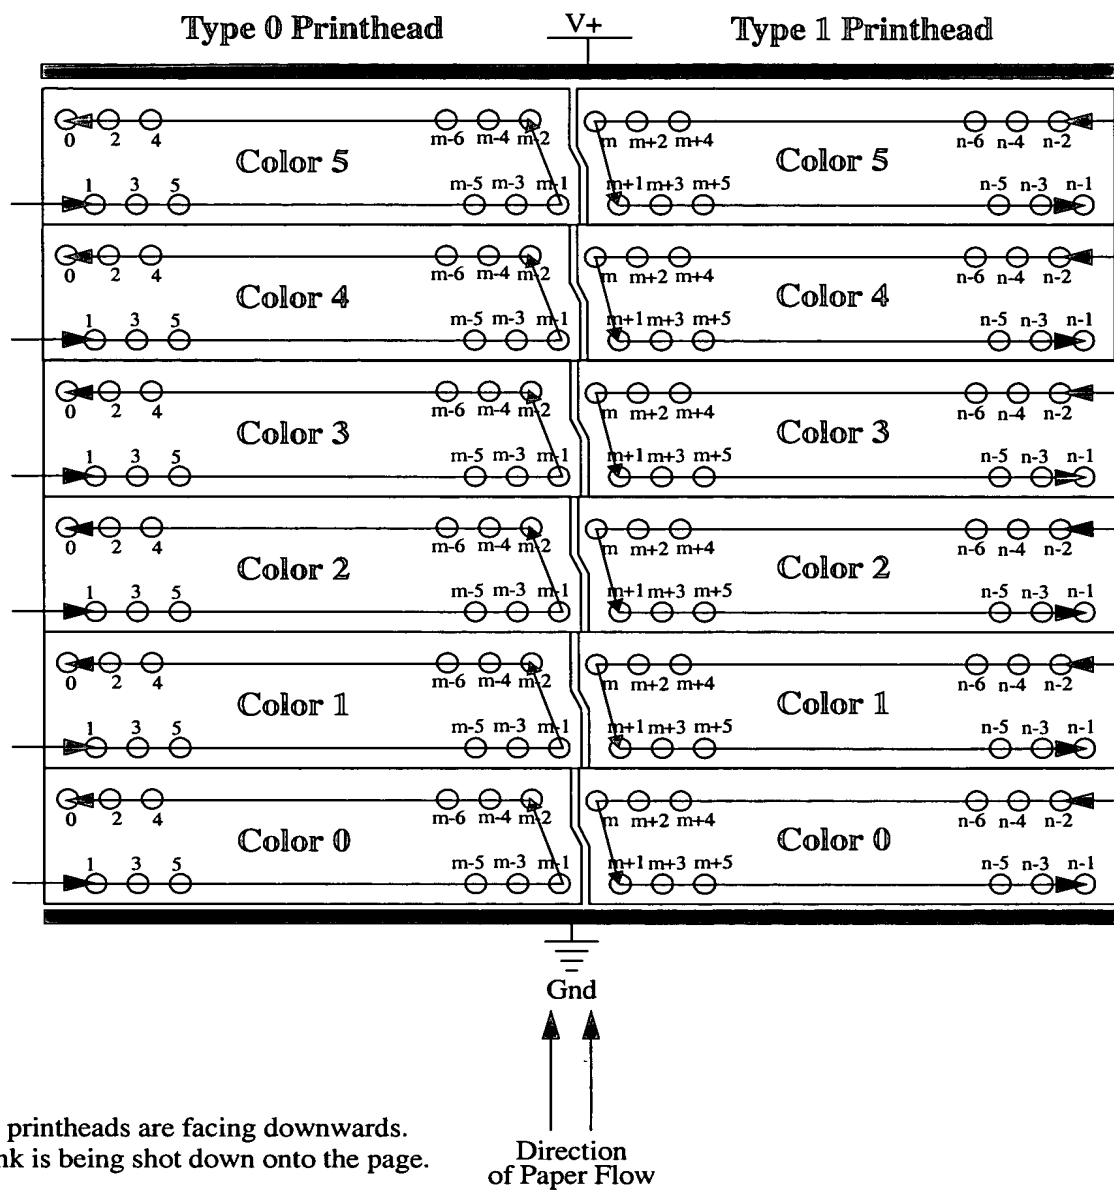 Type 0 Printhead V+ Type 1 Printhead
0 2 4 m-6 m-4 m-2 m m+2 m+4 n-6 n-4 n-2
Color 5 Color 5
1 3 5 m-5 m-3 m-1 m+1 m+3 m+5 n-5 n-3 n-1
0 2 4 m-6 m-4 m-2 m m+2 m+4 n-6 n-4 n-2
Color 4 Color 4
1 3 5 m-5 m-3 m-1 m+1 m+3 m+5 n-5 n-3 n-1
0 2 4 m-6 m-4 m-2 m m+2 m+4 n-6 n-4 n-2
Color 3 Color 3
1 3 5 m-5 m-3 m-1 m+1 m+3 m+5 n-5 n-3 n-1
0 2 4 m-6 m-4 m-2 m m+2 m+4 n-6 n-4 n-2
Color 2 Color 2
1 3 5 m-5 m-3 m-1 m+1 m+3 m+5 n-5 n-3 n-1
0 2 4 m-6 m-4 m-2 m m+2 m+4 n-6 n-4 n-2
Color 1 Color 1
1 3 5 m-5 m-3 m-1 m+1 m+3 m+5 n-5 n-3 n-1
0 2 4 m-6 m-4 m-2 m m+2 m+4 n-6 n-4 n-2
Color 0 Color 0
1 3 5 m-5 m-3 m-1 m+1 m+3 m+5 n-5 n-3 n-1
Gnd
printheads are facing downwards.
nk is being shot down onto the page.
Direction
of Paper Flow